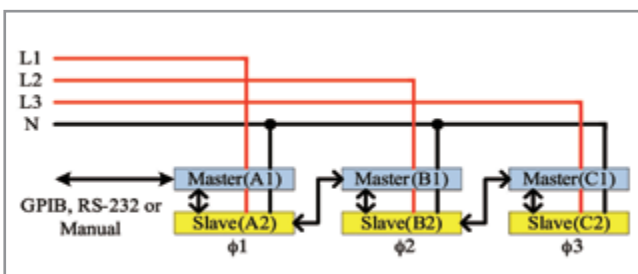 L1
L2
L3
N
Master(A1) Master(B1) Master(C1)
GPIB, RS-232 or
Manual
Slave(A2) Slave(B2) Slave(C2)
ϕ1 ϕ2 ϕ3